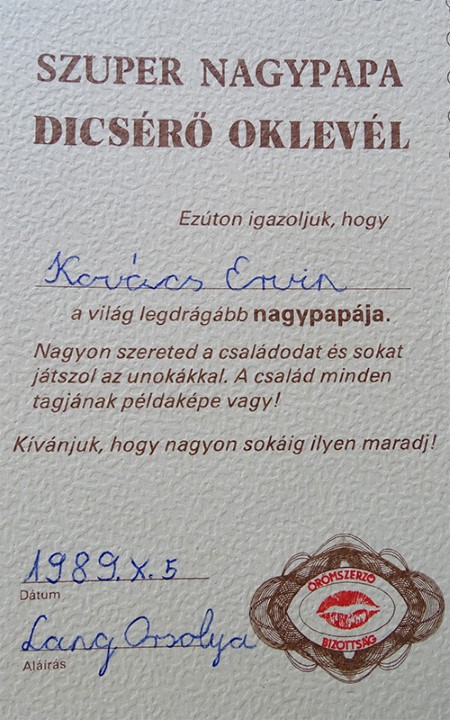 SZUPER NAGYPAPA
DICSÉRŐ OKLEVÉL
Ezúton igazoljuk, hogy
Kovács Ervin
a világ legdrágább nagypapája.
Nagyon szereted a családodat és sokat
játszol az unokákkal. A család minden
tagjának példaképe vagy!
Kívánjuk, hogy nagyon sokáig ilyen maradj!
1989.X.5
Dátum
Lang Orsolya
Aláírás
ÖRÖMSZERZŐ
BIZOTTSÁG